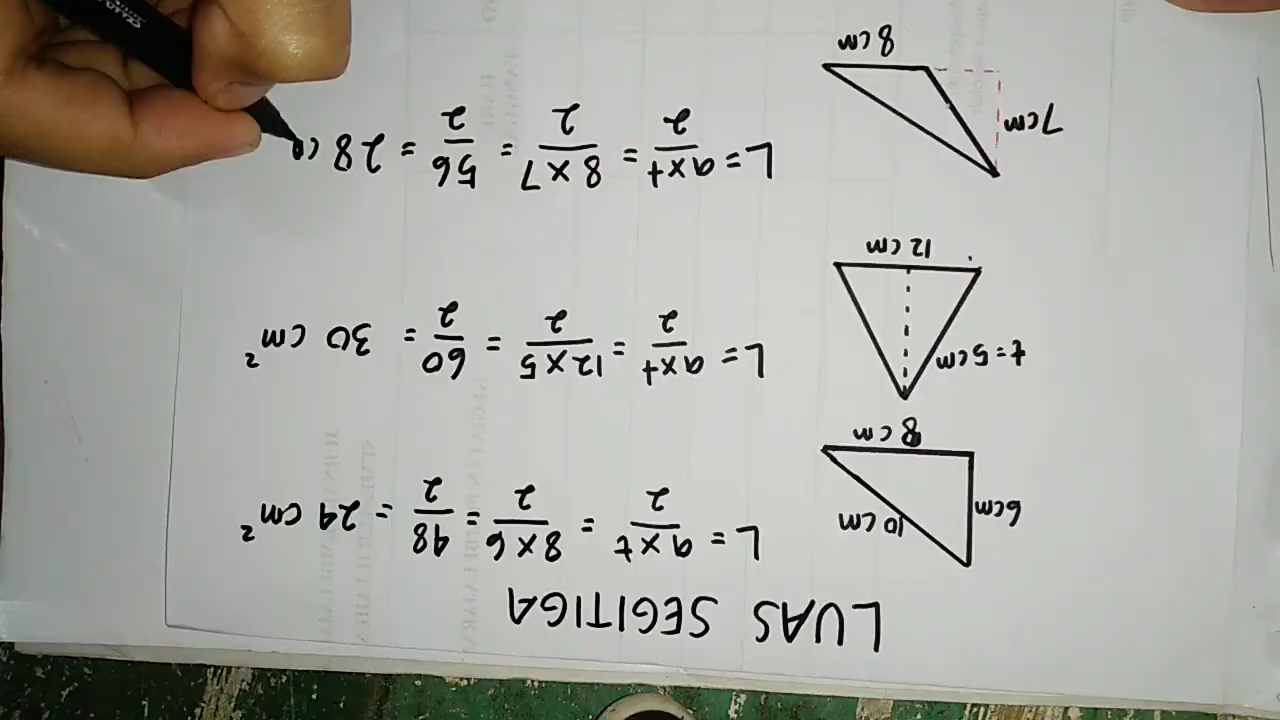 LUAS SEGITIGA
6cm
10 cm
8 cm
L = a x t / 2 = 8 x 6 / 2 = 48 / 2 = 24 cm²
t = 5 cm
12 cm
L = a x t / 2 = 12 x 5 / 2 = 60 / 2 = 30 cm²
7cm
8 cm
L = a x t / 2 = 8 x 7 / 2 = 56 / 2 = 28 c